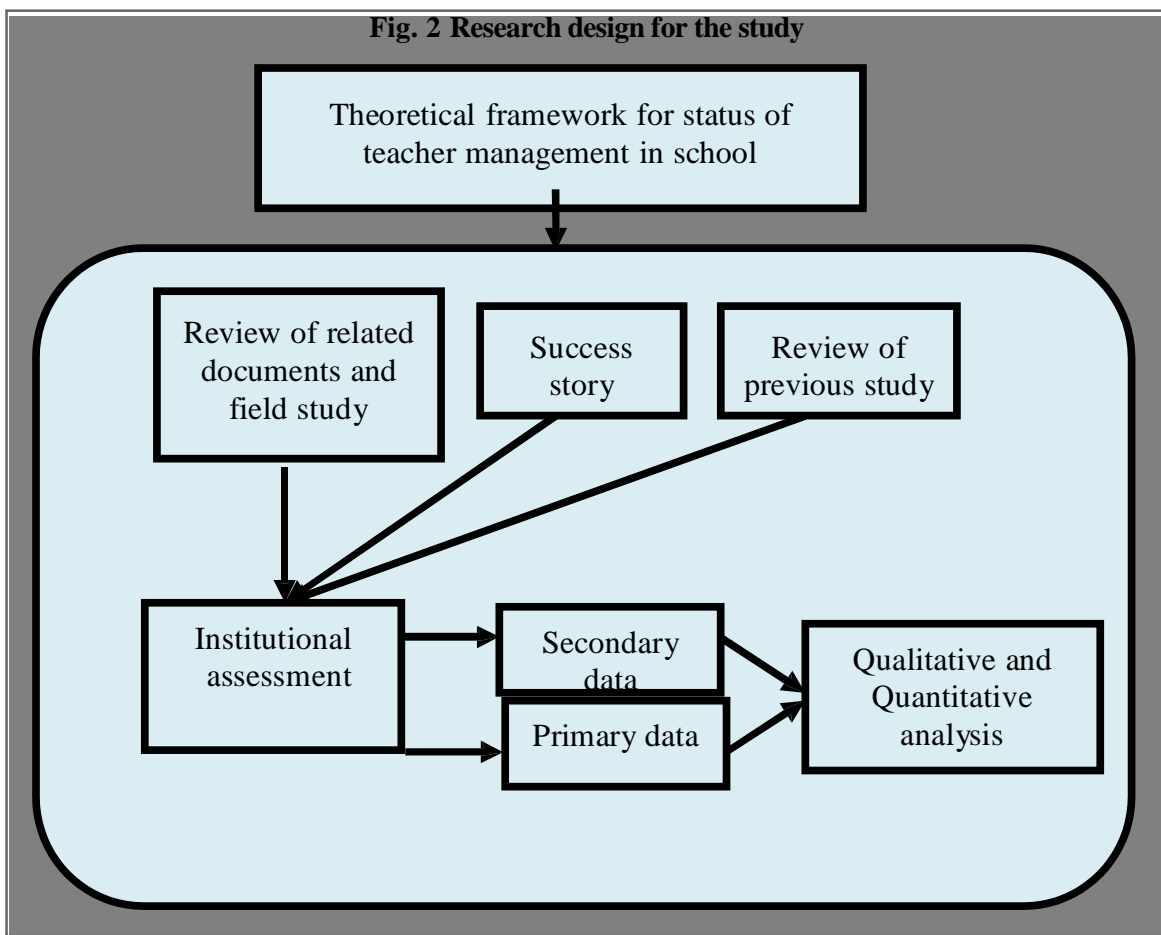 Fig. 2 Research design for the study
Theoretical framework for status of
teacher management in school
Review of related
documents and
field study
Success
story
Review of
previous study
Institutional
assessment
Secondary
data
Primary data
Qualitative and
Quantitative
analysis